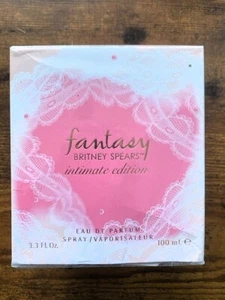 fantasy
BRITNEY SPEARS
intimate edition
EAU DE PARFUM
SPRAY/VAPORISATEUR
3.3 Fl.Oz.
100 ml ℮